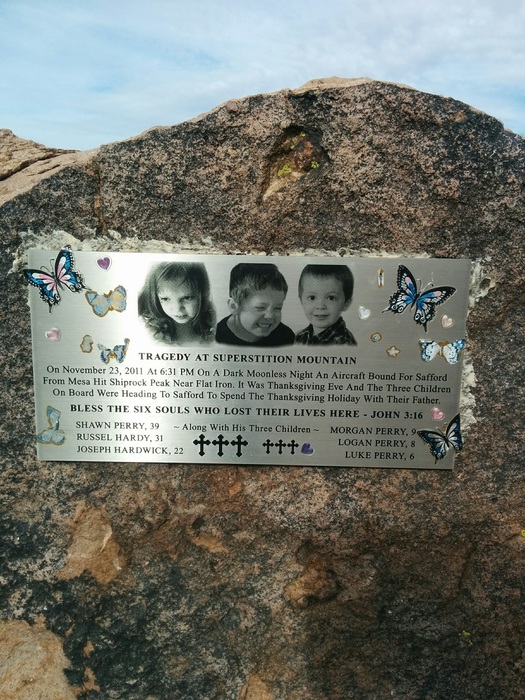 TRAGEDY AT SUPERSTITION MOUNTAIN
On November 23, 2011 At 6:31 PM On A Dark Moonless Night An Aircraft Bound For Safford
From Mesa Hit Shiprock Peak Near Flat Iron. It Was Thanksgiving Eve And The Three Children
On Board Were Heading To Safford To Spend The Thanksgiving Holiday With Their Father.
BLESS THE SIX SOULS WHO LOST THEIR LIVES HERE - JOHN 3:16
SHAWN PERRY, 39 ~ Along With His Three Children ~ MORGAN PERRY, 9
RUSSEL HARDY, 31 LOGAN PERRY, 8
JOSEPH HARDWICK, 22 LUKE PERRY, 6